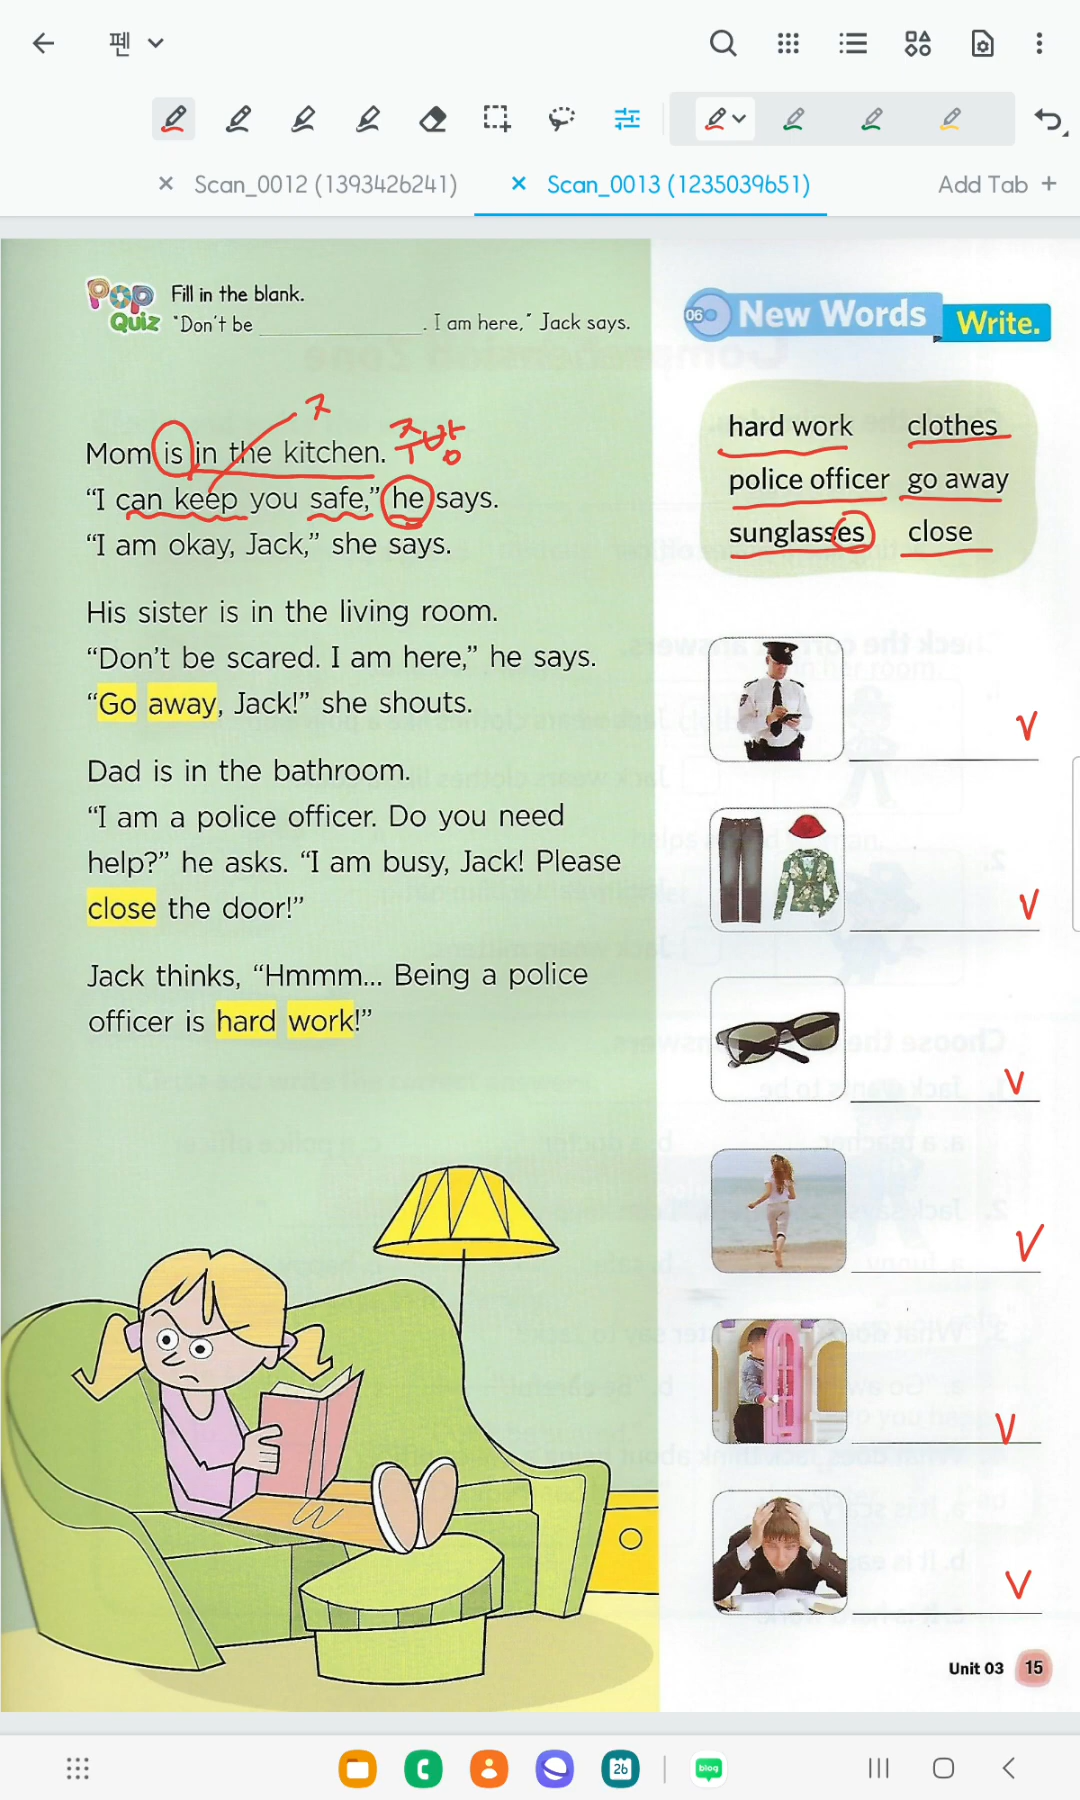 펜
Scan_0012 (1393426241)
Scan_0013 (1235039651)
Add Tab +
Pop Quiz
Fill in the blank.
"Don't be ____________. I am here," Jack says.
ㅈ
Mom is in the kitchen. 주방
“I can keep you safe,” he says.
“I am okay, Jack,” she says.
His sister is in the living room.
“Don't be scared. I am here,” he says.
“Go away, Jack!” she shouts.
Dad is in the bathroom.
“I am a police officer. Do you need
help?” he asks. “I am busy, Jack! Please
close the door!”
Jack thinks, “Hmmm... Being a police
officer is hard work!”
06 New Words Write.
hard work clothes
police officer go away
sunglasses close
Unit 03 15
26
blog